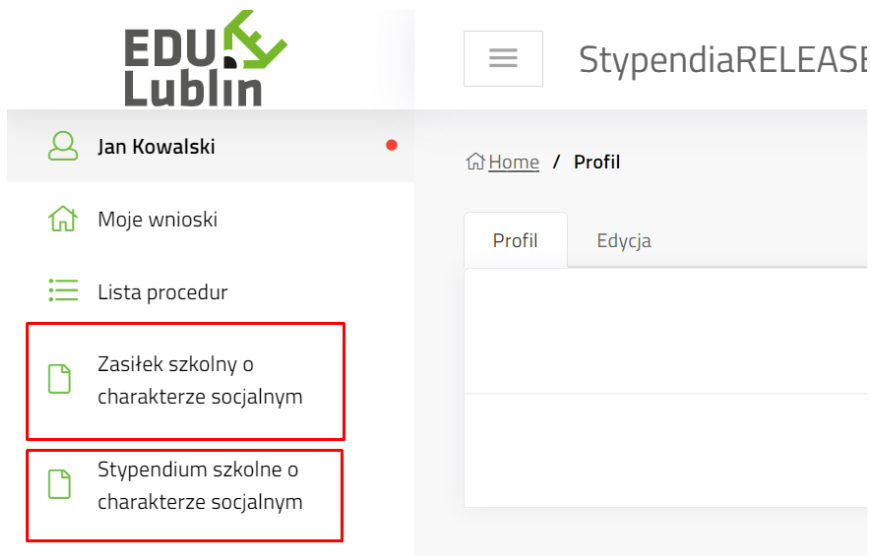 EDU
Lublin
StypendiaRELEASE
Jan Kowalski
Home / Profil
Moje wnioski
Profil
Edycja
Lista procedur
Zasiłek szkolny o
charakterze socjalnym
Stypendium szkolne o
charakterze socjalnym